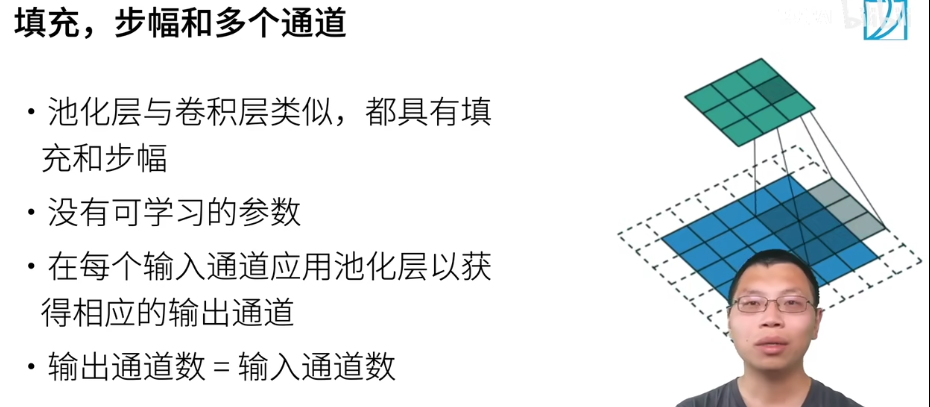 填充，步幅和多个通道
• 池化层与卷积层类似，都具有填
充和步幅
• 没有可学习的参数
• 在每个输入通道应用池化层以获
得相应的输出通道
• 输出通道数 = 输入通道数